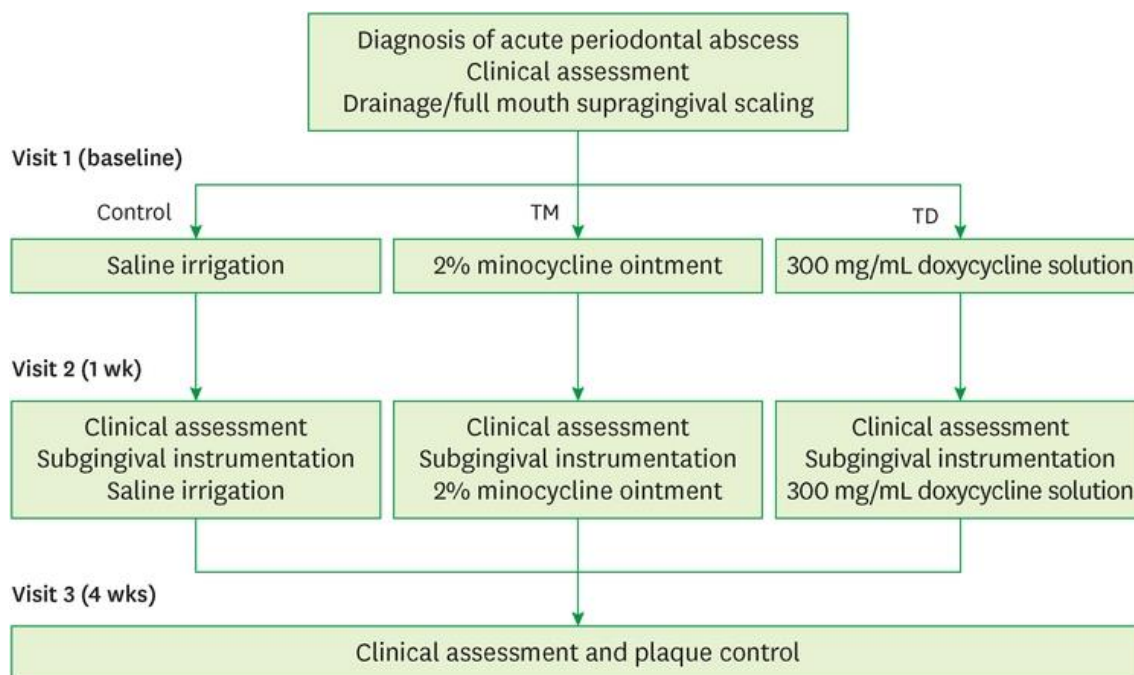 Diagnosis of acute periodontal abscess
Clinical assessment
Drainage/full mouth supragingival scaling
Visit 1 (baseline)
Control
TM
TD
Saline irrigation
2% minocycline ointment
300 mg/mL doxycycline solution
Visit 2 (1 wk)
Clinical assessment
Subgingival instrumentation
Saline irrigation
Clinical assessment
Subgingival instrumentation
2% minocycline ointment
Clinical assessment
Subgingival instrumentation
300 mg/mL doxycycline solution
Visit 3 (4 wks)
Clinical assessment and plaque control